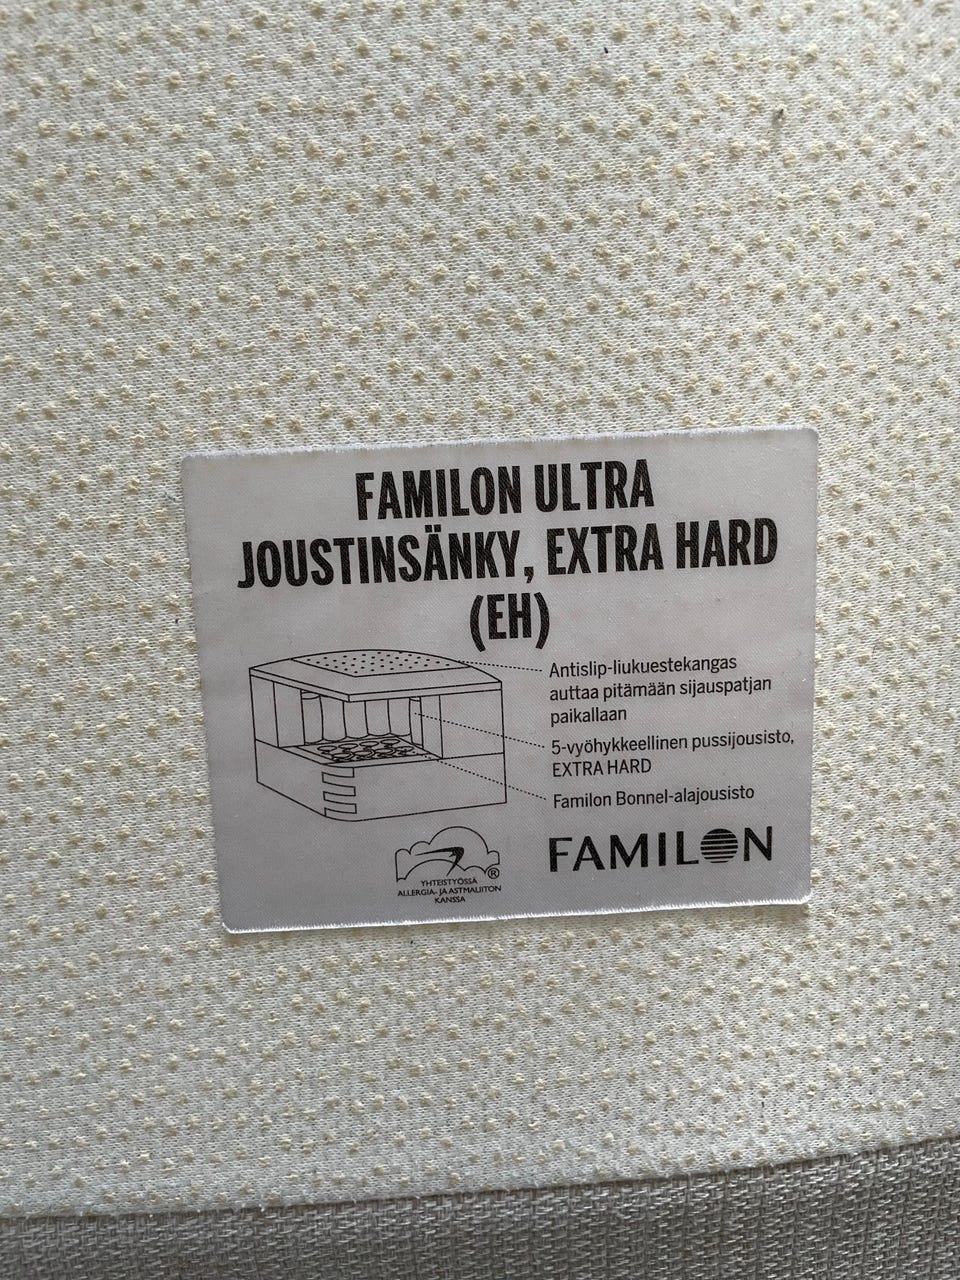 FAMILON ULTRA
JOUSTINSÄNKY, EXTRA HARD
(EH)
Antislip-liukuestekangas
auttaa pitämään sijauspatjan
paikallaan
5-vyöhykkeellinen pussijousisto,
EXTRA HARD
Familon Bonnel-alajousisto
®
YHTEISTYÖSSÄ
ALLERGIA- JA ASTMALIITON
KANSSA
FAMILON